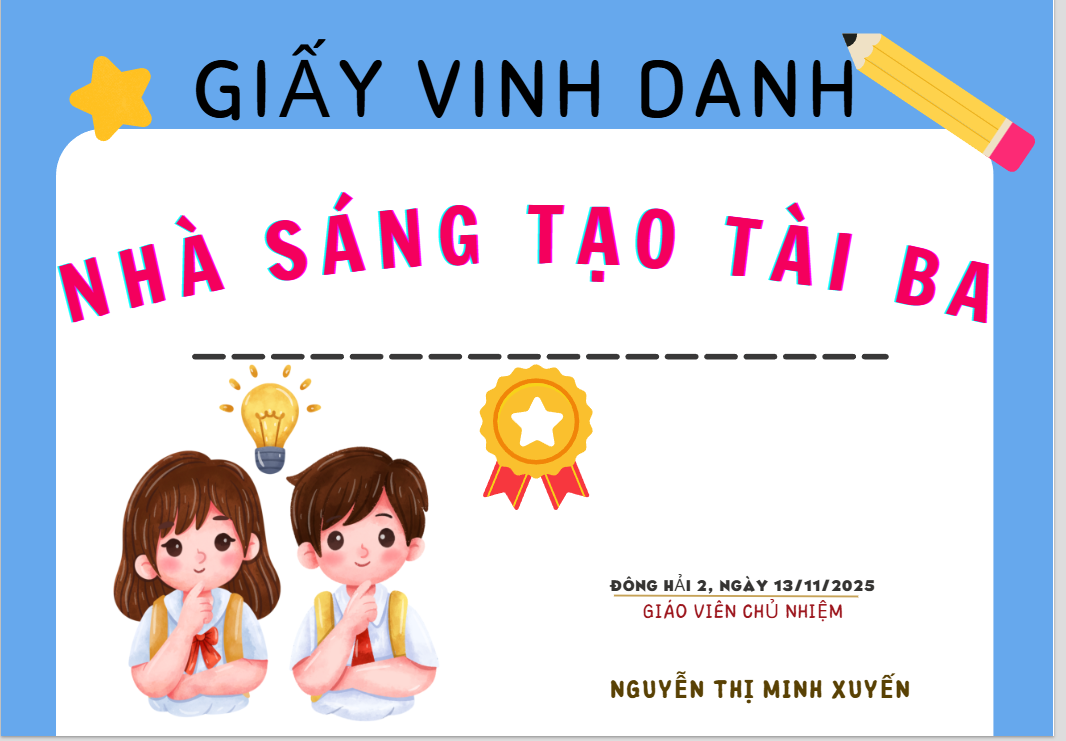 GIẤY VINH DANH
NHÀ SÁNG TẠO TÀI BA
ĐÔNG HẢI 2, NGÀY 13/11/2025
GIÁO VIÊN CHỦ NHIỆM
NGUYỄN THỊ MINH XUYẾN